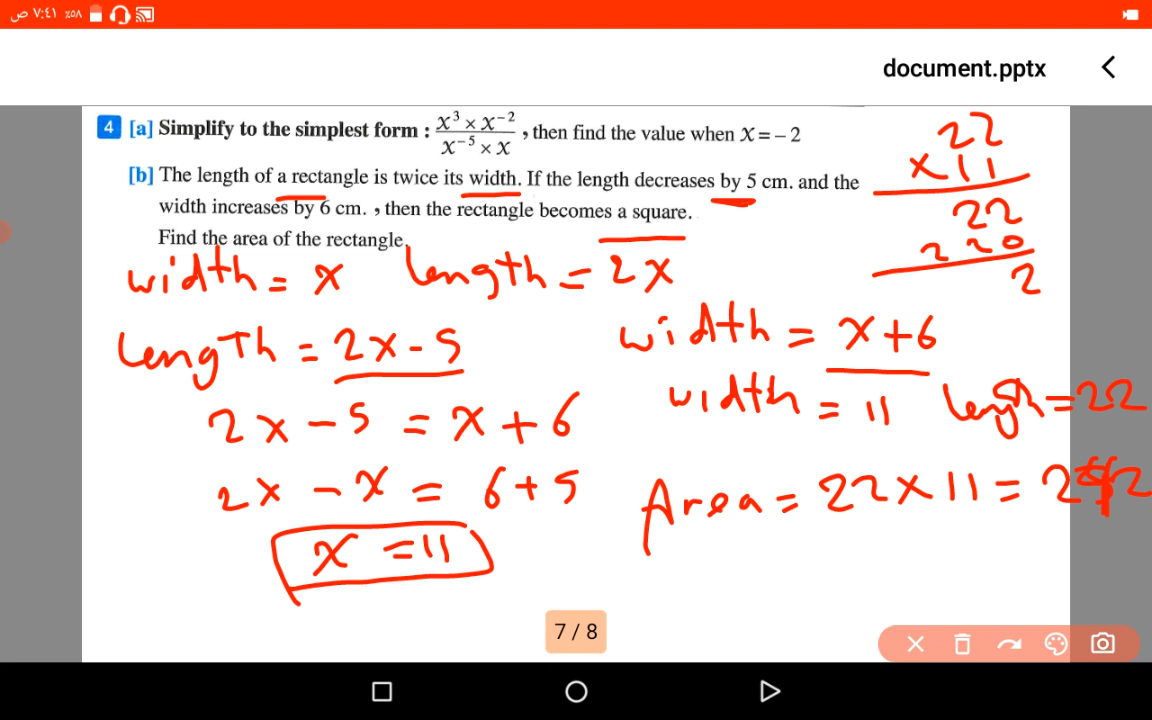 ٧:٤١ ص ٪٥٨
document.pptx
4 [a] Simplify to the simplest form : X³ × X⁻² / X⁻⁵ × X , then find the value when X = – 2
[b] The length of a rectangle is twice its width. If the length decreases by 5 cm. and the
width increases by 6 cm. , then the rectangle becomes a square.
Find the area of the rectangle.
22
× 11
22
220
2
width = x length = 2x
length = 2x - 5 width = x+6
2x - 5 = x + 6 width = 11 length = 22
2x - x = 6 + 5 Area = 22 × 11 =
x = 11
7 / 8